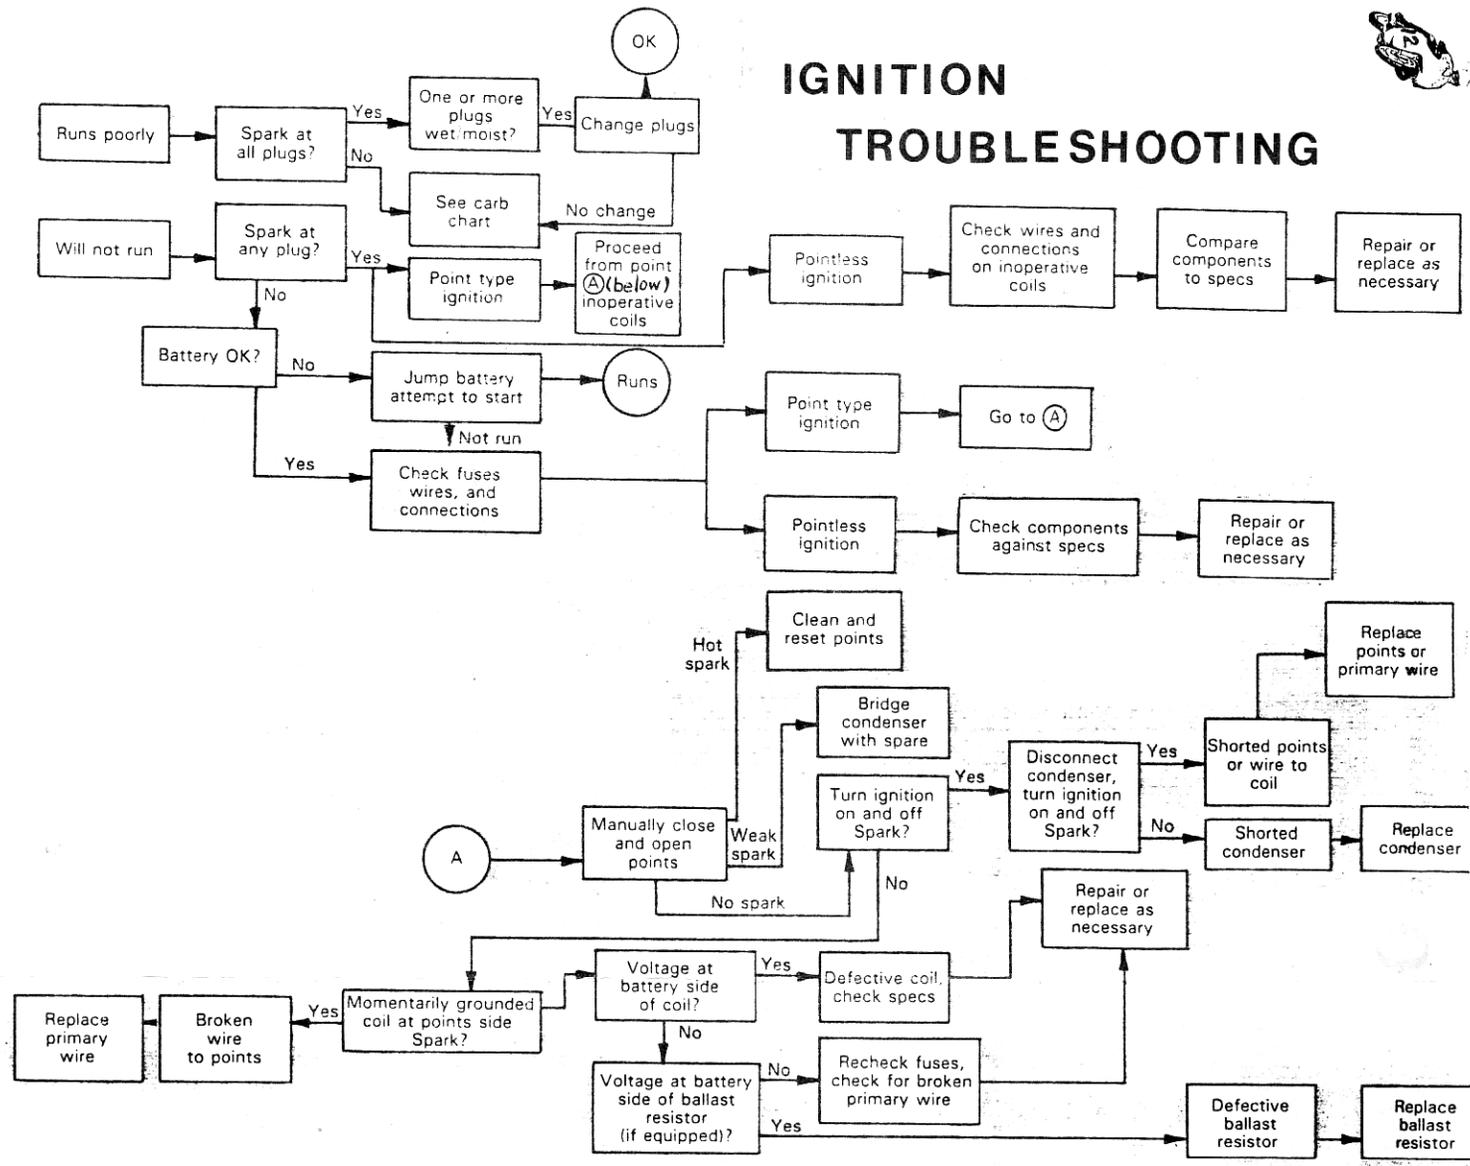 IGNITION
TROUBLESHOOTING
12
OK
Runs poorly
Spark at
all plugs?
Yes
No
One or more
plugs
wet/moist?
Yes
Change plugs
See carb
chart
No change
Will not run
Spark at
any plug?
Yes
No
Point type
ignition
Proceed
from point
A (below)
inoperative
coils
Pointless
ignition
Check wires and
connections
on inoperative
coils
Compare
components
to specs
Repair or
replace as
necessary
Battery OK?
No
Yes
Jump battery
attempt to start
Runs
Not run
Check fuses
wires, and
connections
Point type
ignition
Go to A
Pointless
ignition
Check components
against specs
Repair or
replace as
necessary
A
Manually close
and open
points
Hot
spark
Clean and
reset points
Weak
spark
Bridge
condenser
with spare
No spark
Turn ignition
on and off
Spark?
Yes
No
Disconnect
condenser,
turn ignition
on and off
Spark?
Yes
No
Shorted points
or wire to
coil
Replace
points or
primary wire
Shorted
condenser
Replace
condenser
Momentarily grounded
coil at points side
Spark?
Yes
Broken
wire
to points
Replace
primary
wire
Voltage at
battery side
of coil?
Yes
No
Defective coil,
check specs
Repair or
replace as
necessary
Voltage at battery
side of ballast
resistor
(if equipped)?
No
Yes
Recheck fuses,
check for broken
primary wire
Defective
ballast
resistor
Replace
ballast
resistor